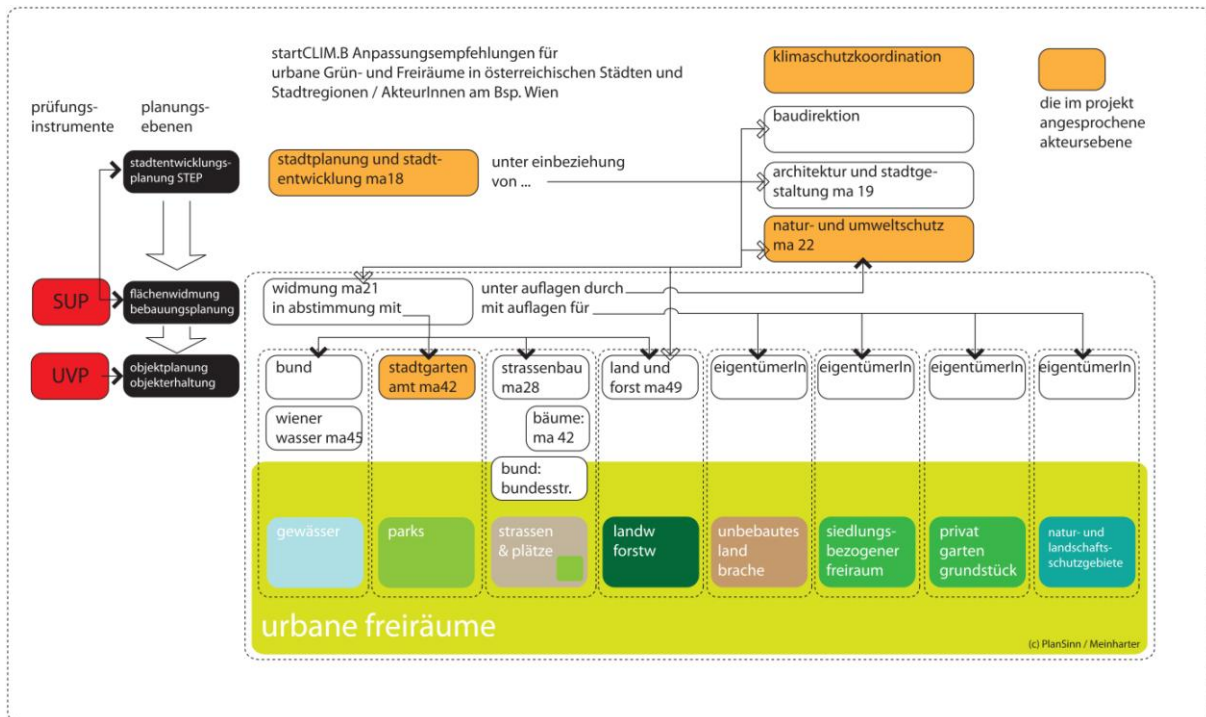 startCLIM.B Anpassungsempfehlungen für
urbane Grün- und Freiräume in österreichischen Städten und
Stadtregionen / AkteurInnen am Bsp. Wien
prüfungs-
instrumente
planungs-
ebenen
klimaschutzkoordination
die im projekt
angesprochene
akteursebene
baudirektion
stadtentwicklungs-
planung STEP
stadtplanung und stadt-
entwicklung ma18
unter einbeziehung
von ...
architektur und stadtge-
staltung ma 19
natur- und umweltschutz
ma 22
SUP
flächenwidmung
bebauungsplanung
widmung ma21
in abstimmung mit
unter auflagen durch
mit auflagen für
UVP
objektplanung
objekterhaltung
bund
stadtgarten
amt ma42
strassenbau
ma28
land und
forst ma49
eigentümerIn
eigentümerIn
eigentümerIn
eigentümerIn
wiener
wasser ma45
bäume:
ma 42
bund:
bundesstr.
gewässer
parks
strassen
& plätze
landw
forstw
unbebautes
land
brache
siedlungs-
bezogener
freiraum
privat
garten
grundstück
natur- und
landschafts-
schutzgebiete
urbane freiräume
(c) PlanSinn / Meinharter